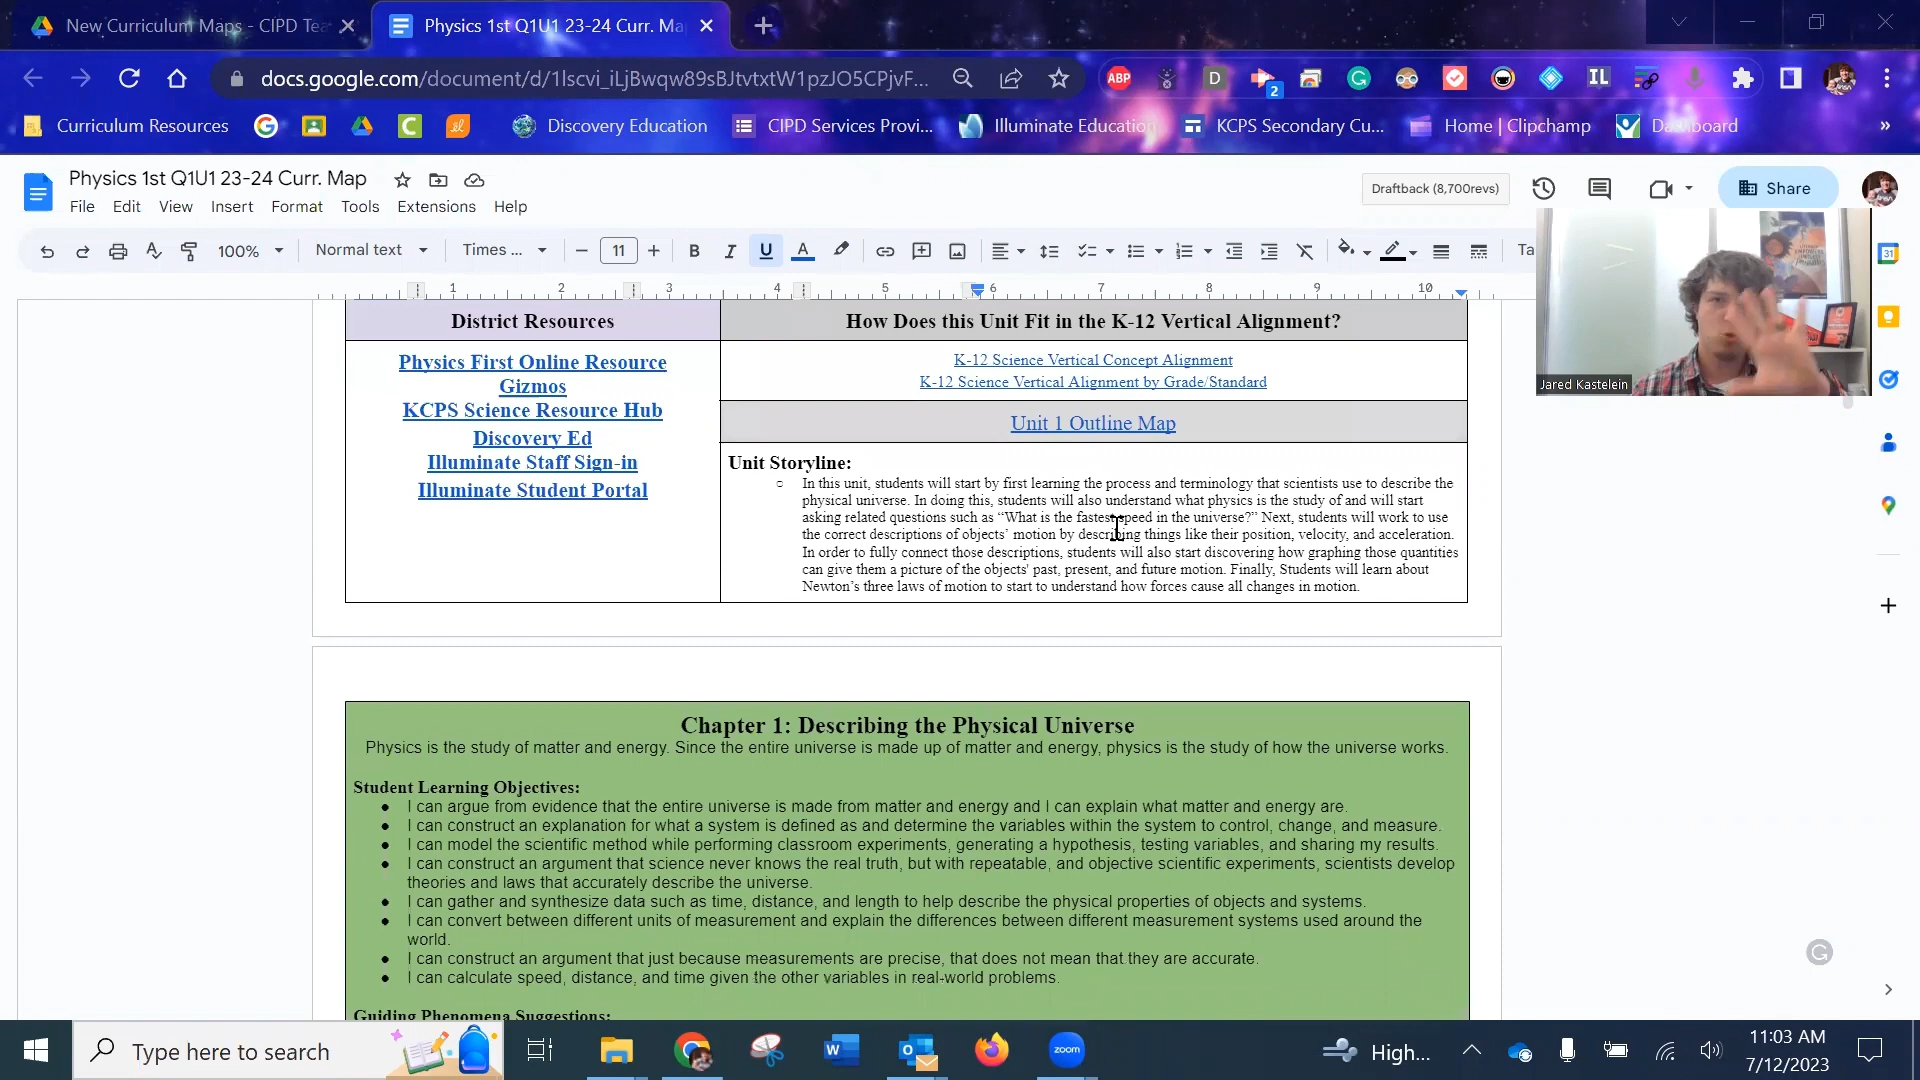 New Curriculum Maps - CIPD Tea
Physics 1st Q1U1 23-24 Curr. Ma
docs.google.com/document/d/1Iscvi_iLjBwqw89sBJtvtxtW1pzJO5CPjvF...
ABP
D
2
IL
Curriculum Resources
Discovery Education
CIPD Services Provi...
Illuminate Education
KCPS Secondary Cu...
Home | Clipchamp
Dashboard
»
Physics 1st Q1U1 23-24 Curr. Map
Draftback (8,700revs)
Share
File Edit View Insert Format Tools Extensions Help
100% Normal text Times ... 11 B I U A Ta
31
1 2 3 4 5 6 7 8 9 10
District Resources
How Does this Unit Fit in the K-12 Vertical Alignment?
Physics First Online Resource
Gizmos
KCPS Science Resource Hub
Discovery Ed
Illuminate Staff Sign-in
Illuminate Student Portal
K-12 Science Vertical Concept Alignment
K-12 Science Vertical Alignment by Grade/Standard
Jared Kastelein
Unit 1 Outline Map
Unit Storyline:
In this unit, students will start by first learning the process and terminology that scientists use to describe the
physical universe. In doing this, students will also understand what physics is the study of and will start
asking related questions such as “What is the fastest speed in the universe?” Next, students will work to use
the correct descriptions of objects’ motion by describing things like their position, velocity, and acceleration.
In order to fully connect those descriptions, students will also start discovering how graphing those quantities
can give them a picture of the objects' past, present, and future motion. Finally, Students will learn about
Newton’s three laws of motion to start to understand how forces cause all changes in motion.
Chapter 1: Describing the Physical Universe
Physics is the study of matter and energy. Since the entire universe is made up of matter and energy, physics is the study of how the universe works.
Student Learning Objectives:
● I can argue from evidence that the entire universe is made from matter and energy and I can explain what matter and energy are.
● I can construct an explanation for what a system is defined as and determine the variables within the system to control, change, and measure.
● I can model the scientific method while performing classroom experiments, generating a hypothesis, testing variables, and sharing my results.
● I can construct an argument that science never knows the real truth, but with repeatable, and objective scientific experiments, scientists develop
theories and laws that accurately describe the universe.
● I can gather and synthesize data such as time, distance, and length to help describe the physical properties of objects and systems.
● I can convert between different units of measurement and explain the differences between different measurement systems used around the
world.
● I can construct an argument that just because measurements are precise, that does not mean that they are accurate.
● I can calculate speed, distance, and time given the other variables in real-world problems.
Guiding Phenomena Suggestions:
Type here to search
zoom
High...
11:03 AM
7/12/2023